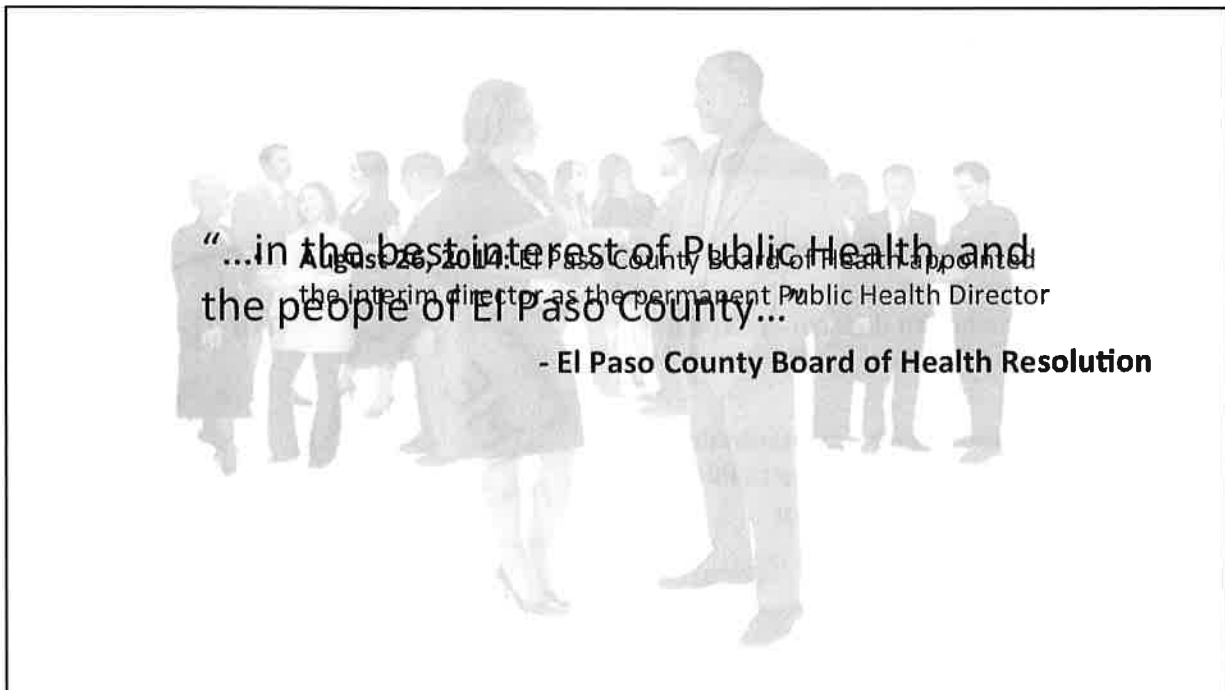 “...in the best interest of Public Health, and
the people of El Paso County...”
August 26, 2014: El Paso County Board of Health appointed
the interim director as the permanent Public Health Director
- El Paso County Board of Health Resolution